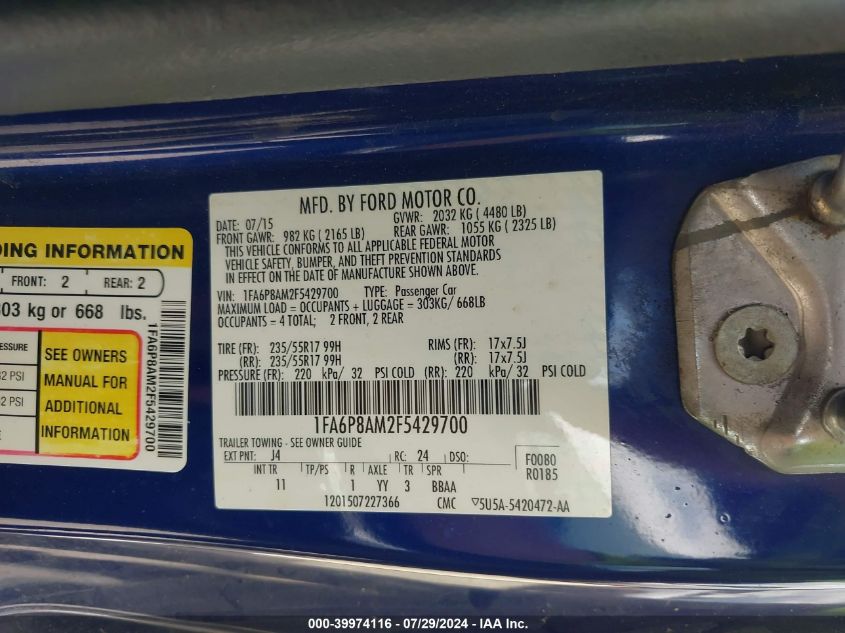 MFD. BY FORD MOTOR CO.
DATE: 07/15 GVWR: 2032 KG ( 4480 LB)
FRONT GAWR: 982 KG ( 2165 LB) REAR GAWR: 1055 KG ( 2325 LB)
THIS VEHICLE CONFORMS TO ALL APPLICABLE FEDERAL MOTOR
VEHICLE SAFETY, BUMPER, AND THEFT PREVENTION STANDARDS
IN EFFECT ON THE DATE OF MANUFACTURE SHOWN ABOVE.
VIN: 1FA6P8AM2F5429700 TYPE: Passenger Car
MAXIMUM LOAD = OCCUPANTS + LUGGAGE = 303KG/ 668LB
OCCUPANTS = 4 TOTAL; 2 FRONT, 2 REAR
TIRE (FR): 235/55R17 99H RIMS (FR): 17x7.5J
(RR): 235/55R17 99H (RR): 17x7.5J
PRESSURE (FR): 220 kPa/ 32 PSI COLD (RR): 220 kPa/ 32 PSI COLD
1FA6P8AM2F5429700
TRAILER TOWING - SEE OWNER GUIDE
EXT PNT: J4 RC: 24 DSO: F0080
R0185
INT TR TP/PS R AXLE TR SPR
11 1 YY 3 BBAA
1201507227366 CMC ▽5U5A-5420472-AA
DING INFORMATION
FRONT: 2 REAR: 2
303 kg or 668 lbs.
PRESSURE
32 PSI
32 PSI
SEE OWNERS
MANUAL FOR
ADDITIONAL
INFORMATION
1FA6P8AM2F5429700
000-39974116 - 07/29/2024 - IAA Inc.